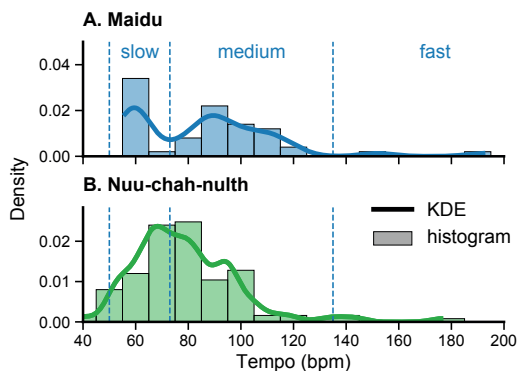 A. Maidu
slow medium fast
0.04
0.02
0.00
B. Nuu-chah-nulth
KDE
histogram
0.02
0.01
0.00
40 60 80 100 120 140 160 180 200
Tempo (bpm)
Density